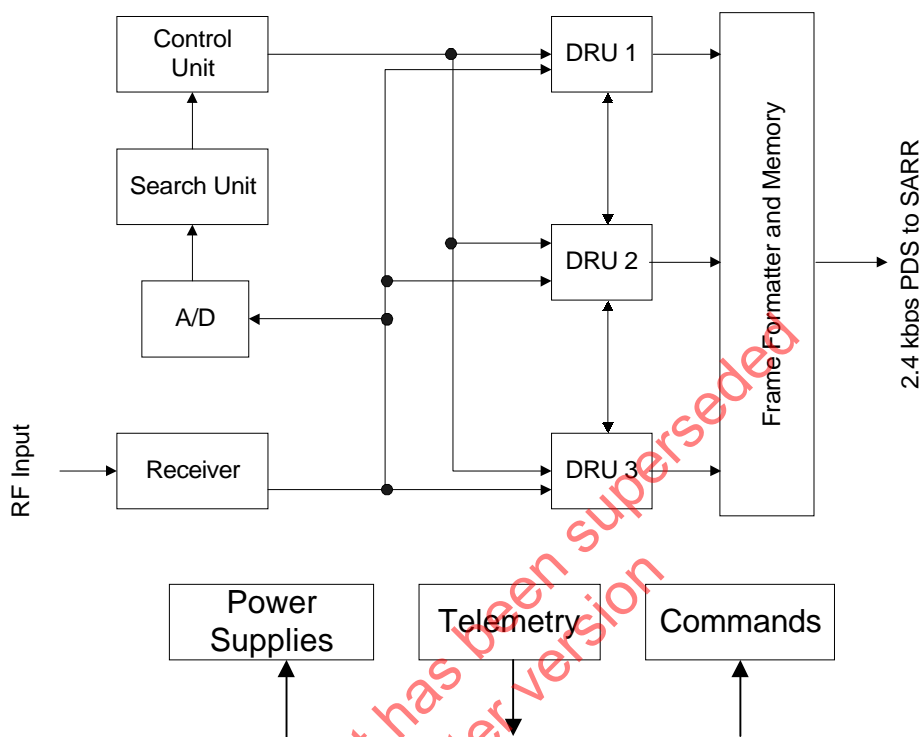 Control
Unit
DRU 1
Search Unit
DRU 2
A/D
Frame Formatter and Memory
2.4 kbps PDS to SARR
RF Input
Receiver
DRU 3
Power
Supplies
Telemetry
Commands
t has been superseded
ter version